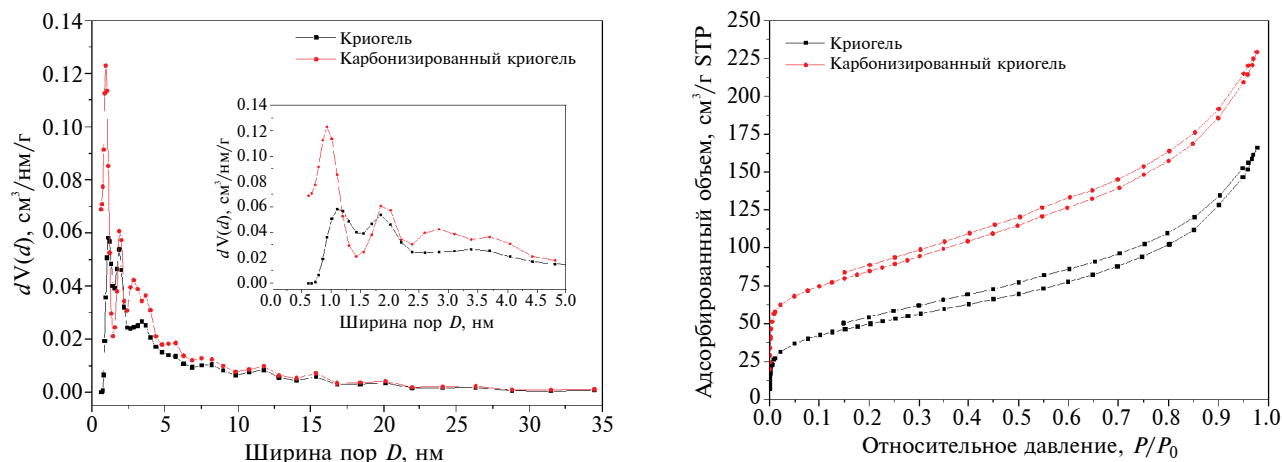 0.14
0.12
0.10
0.08
0.06
0.04
0.02
0.00
dV(d), см³/нм/г
Криогель
Карбонизированный криогель
0.14
0.12
0.10
0.08
0.06
0.04
0.02
0.00
dV(d), см³/нм/г
0.0 0.5 1.0 1.5 2.0 2.5 3.0 3.5 4.0 4.5 5.0
Ширина пор D, нм
0 5 10 15 20 25 30 35
Ширина пор D, нм
250
225
200
175
150
125
100
75
50
25
0
Адсорбированный объем, см³/г STP
Криогель
Карбонизированный криогель
0.0 0.1 0.2 0.3 0.4 0.5 0.6 0.7 0.8 0.9 1.0
Относительное давление, P/P₀